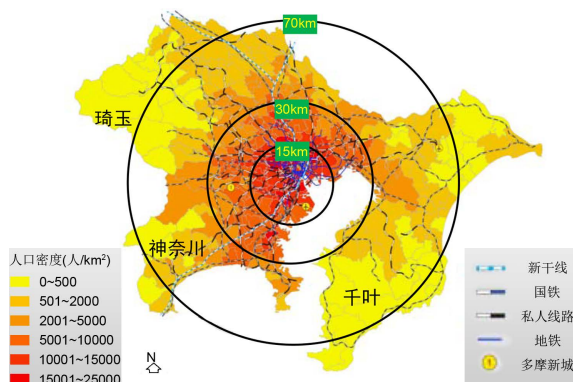 70km
30km
15km
琦玉
神奈川
千叶
人口密度(人/km²)
0~500
501~2000
2001~5000
5001~10000
10001~15000
15001~25000
N
新干线
国铁
私人线路
地铁
多摩新城